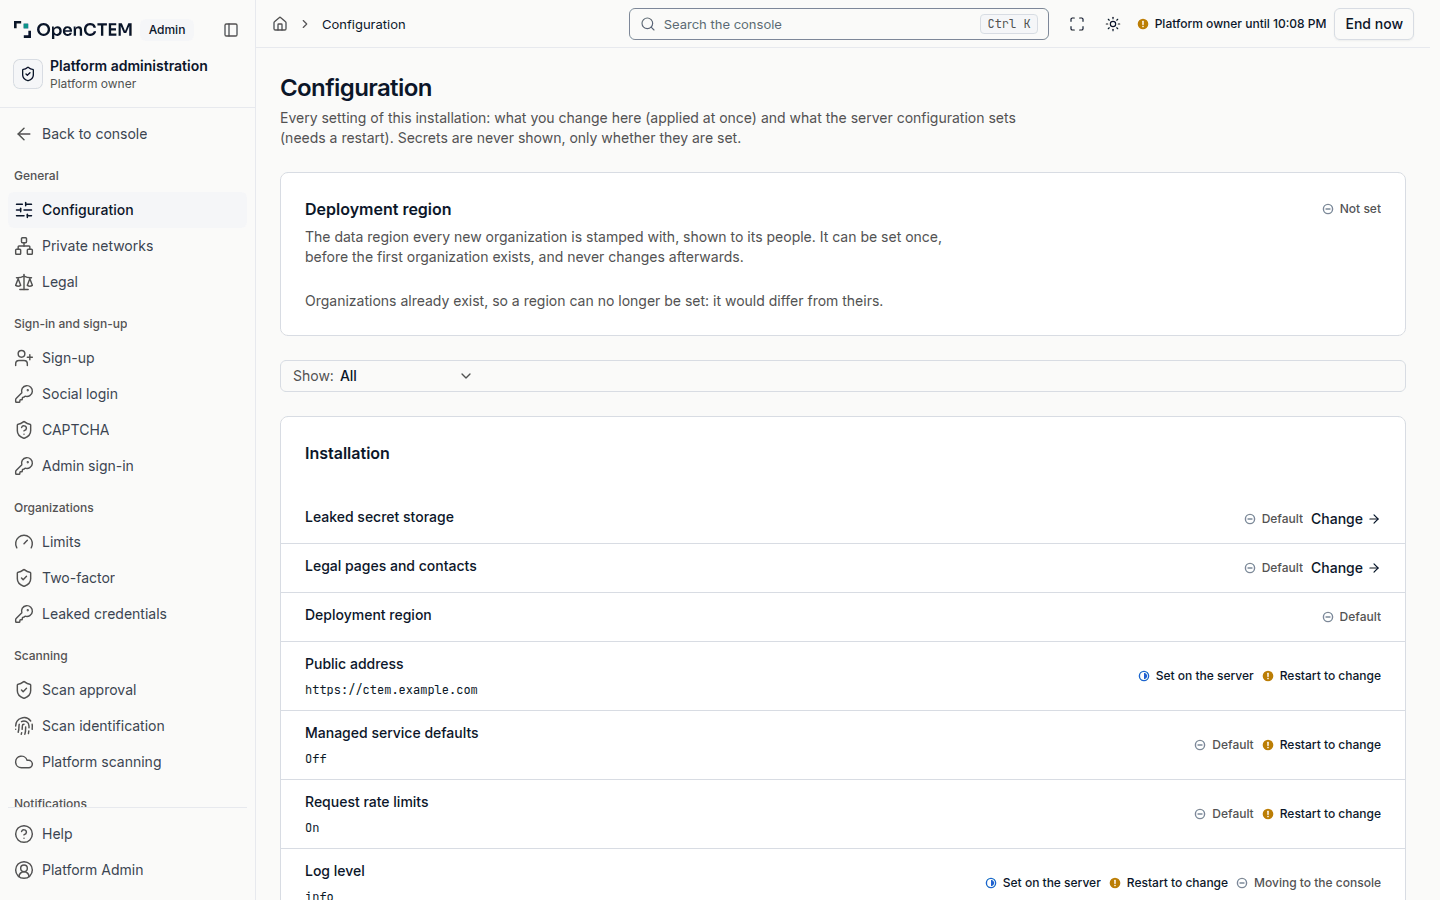 OpenCTEM Admin
Platform administration
Platform owner
Back to console
General
Configuration
Private networks
Legal
Sign-in and sign-up
Sign-up
Social login
CAPTCHA
Admin sign-in
Organizations
Limits
Two-factor
Leaked credentials
Scanning
Scan approval
Scan identification
Platform scanning
Notifications
Help
Platform Admin
Configuration
Search the console Ctrl K
Platform owner until 10:08 PM End now
Configuration
Every setting of this installation: what you change here (applied at once) and what the server configuration sets
(needs a restart). Secrets are never shown, only whether they are set.
Deployment region Not set
The data region every new organization is stamped with, shown to its people. It can be set once,
before the first organization exists, and never changes afterwards.
Organizations already exist, so a region can no longer be set: it would differ from theirs.
Show: All
Installation
Leaked secret storage Default Change
Legal pages and contacts Default Change
Deployment region Default
Public address Set on the server Restart to change
https://ctem.example.com
Managed service defaults Default Restart to change
Off
Request rate limits Default Restart to change
On
Log level Set on the server Restart to change Moving to the console
info